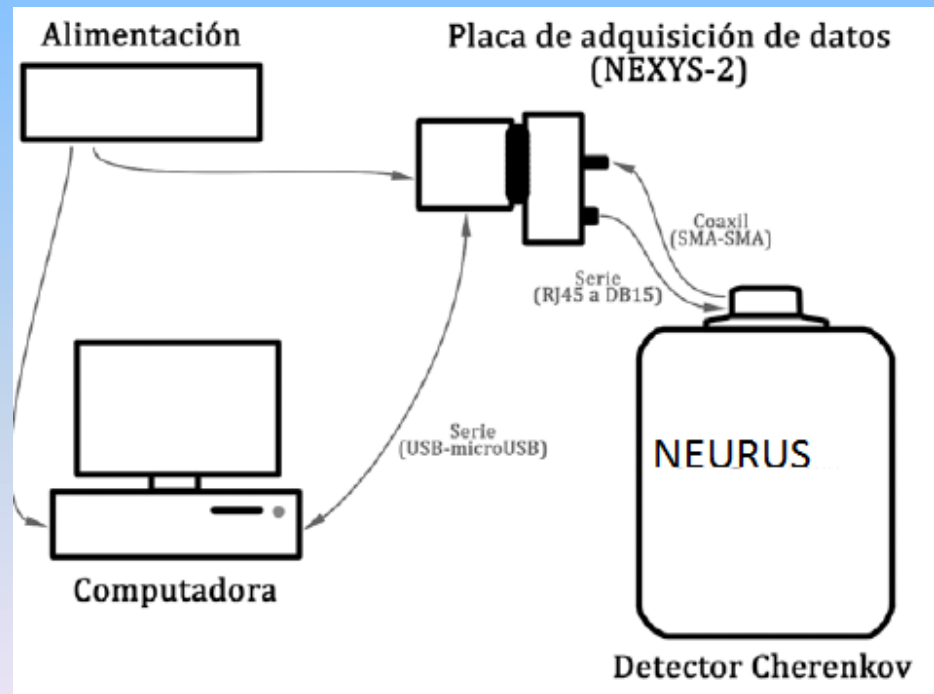 Alimentación
Placa de adquisición de datos
(NEXYS-2)
Coaxil
(SMA-SMA)
Serie
(RJ45 a DB15)
Serie
(USB-microUSB)
NEURUS
Computadora
Detector Cherenkov